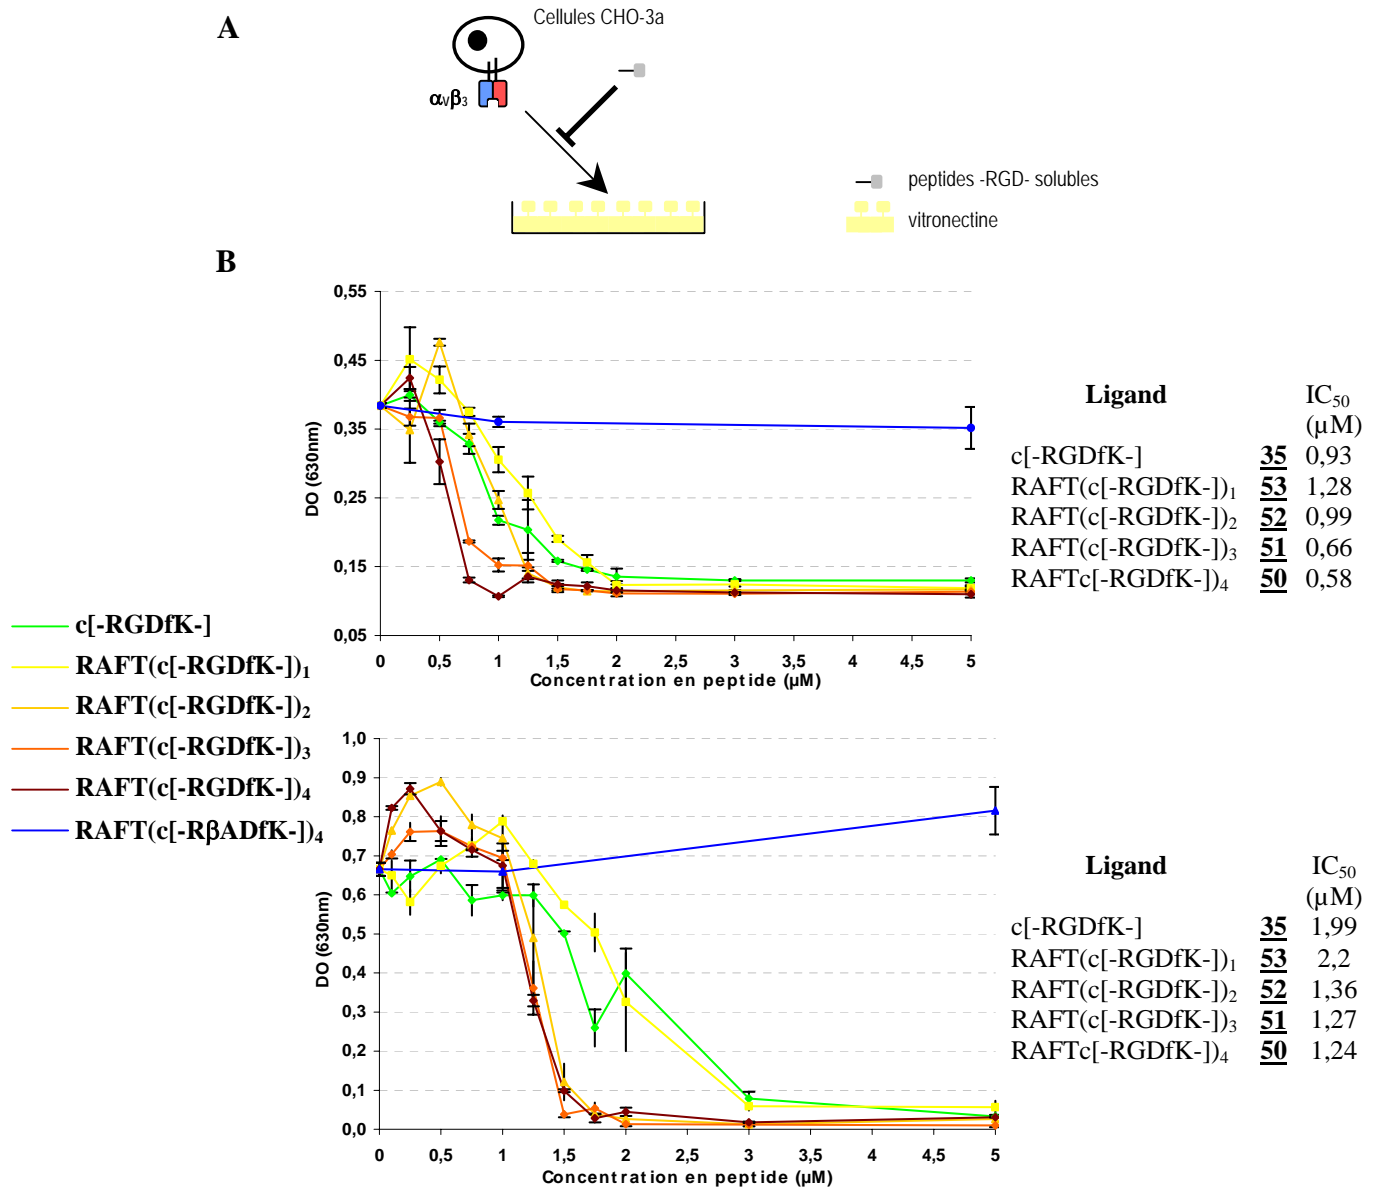 A
Cellules CHO-3a
αvβ3
peptides -RGD- solubles
vitronectine
B
0,55
0,45
0,35
0,25
0,15
0,05
DO (630nm)
0 0,5 1 1,5 2 2,5 3 3,5 4 4,5 5
Concentration en peptide (µM)
Ligand IC50
(µM)
c[-RGDfK-] 35 0,93
RAFT(c[-RGDfK-])1 53 1,28
RAFT(c[-RGDfK-])2 52 0,99
RAFT(c[-RGDfK-])3 51 0,66
RAFTc[-RGDfK-])4 50 0,58
c[-RGDfK-]
RAFT(c[-RGDfK-])1
RAFT(c[-RGDfK-])2
RAFT(c[-RGDfK-])3
RAFT(c[-RGDfK-])4
RAFT(c[-RβADfK-])4
1,0
0,9
0,8
0,7
0,6
0,5
0,4
0,3
0,2
0,1
0,0
DO (630nm)
0 0,5 1 1,5 2 2,5 3 3,5 4 4,5 5
Concentration en peptide (µM)
Ligand IC50
(µM)
c[-RGDfK-] 35 1,99
RAFT(c[-RGDfK-])1 53 2,2
RAFT(c[-RGDfK-])2 52 1,36
RAFT(c[-RGDfK-])3 51 1,27
RAFTc[-RGDfK-])4 50 1,24